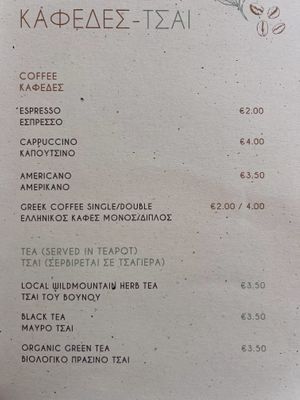 ΚΑΦΕΔΕΣ-ΤΣΑΙ
COFFEE
ΚΑΦΕΔΕΣ
ESPRESSO €2.00
ΕΣΠΡΕΣΣΟ
CAPPUCCINO €4.00
ΚΑΠΟΥΤΣΙΝΟ
AMERICANO €3,50
ΑΜΕΡΙΚΑΝΟ
GREEK COFFEE SINGLE/DOUBLE €2.00 / 4.00
ΕΛΛΗΝΙΚΟΣ ΚΑΦΕΣ ΜΟΝΟΣ/ΔΙΠΛΟΣ
TEA (SERVED IN TEAPOT)
ΤΣΑΙ (ΣΕΡΒΙΡΕΤΑΙ ΣΕ ΤΣΑΓΙΕΡΑ)
LOCAL WILDMOUNTAIN HERB TEA €3.50
ΤΣΑΙ ΤΟΥ ΒΟΥΝΟΥ
BLACK TEA €3.50
ΜΑΥΡΟ ΤΣΑΙ
ORGANIC GREEN TEA €3.50
ΒΙΟΛΟΓΙΚΟ ΠΡΑΣΙΝΟ ΤΣΑΙ